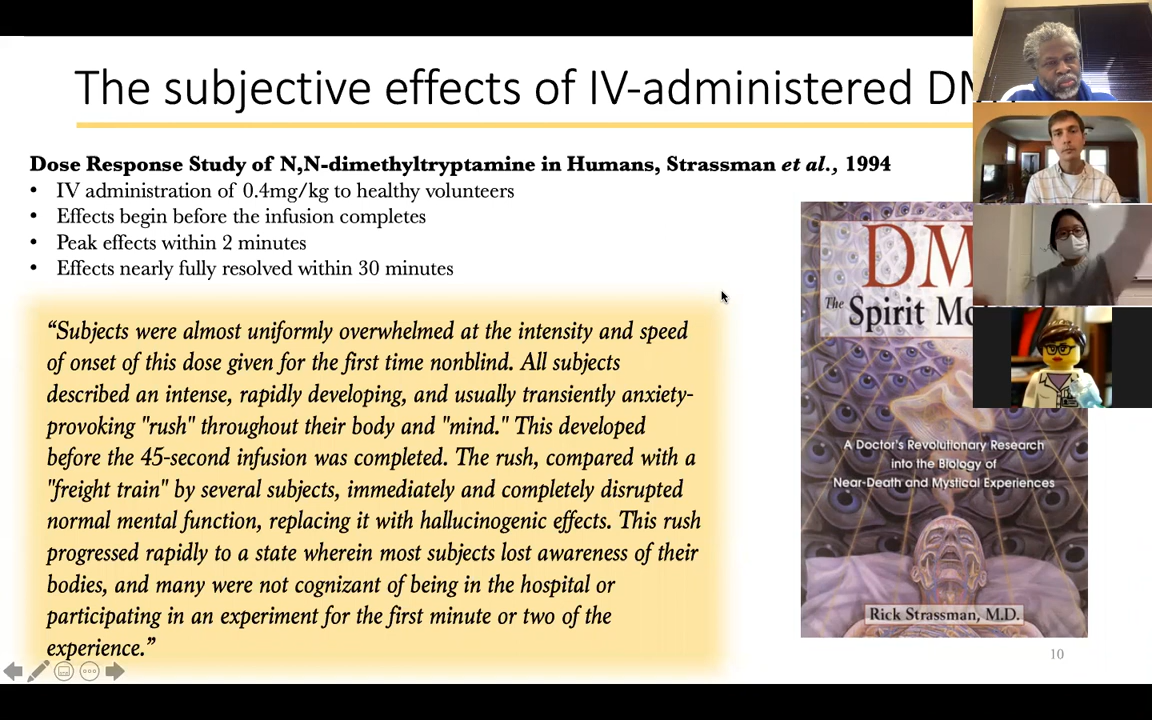 The subjective effects of IV-administered DM
Dose Response Study of N,N-dimethyltryptamine in Humans, Strassman et al., 1994
• IV administration of 0.4mg/kg to healthy volunteers
• Effects begin before the infusion completes
• Peak effects within 2 minutes
• Effects nearly fully resolved within 30 minutes
“Subjects were almost uniformly overwhelmed at the intensity and speed
of onset of this dose given for the first time nonblind. All subjects
described an intense, rapidly developing, and usually transiently anxiety-
provoking "rush" throughout their body and "mind." This developed
before the 45-second infusion was completed. The rush, compared with a
"freight train" by several subjects, immediately and completely disrupted
normal mental function, replacing it with hallucinogenic effects. This rush
progressed rapidly to a state wherein most subjects lost awareness of their
bodies, and many were not cognizant of being in the hospital or
participating in an experiment for the first minute or two of the
experience.”
DM
The Spirit Mo
A Doctor's Revolutionary Research
into the Biology of
Near-Death and Mystical Experiences
Rick Strassman, M.D.
10